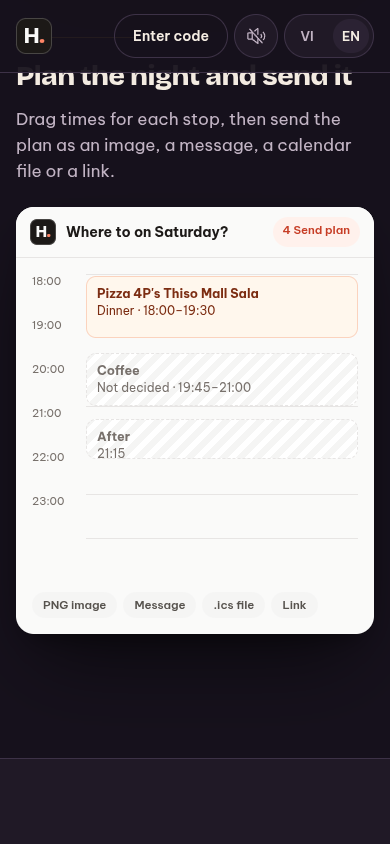 H.
Enter code
VI
EN
Plan the night and send it
Drag times for each stop, then send the
plan as an image, a message, a calendar
file or a link.
H.
Where to on Saturday?
4 Send plan
18:00
Pizza 4P's Thiso Mall Sala
Dinner · 18:00–19:30
19:00
20:00
Coffee
Not decided · 19:45–21:00
21:00
After
21:15
22:00
23:00
PNG image
Message
.ics file
Link